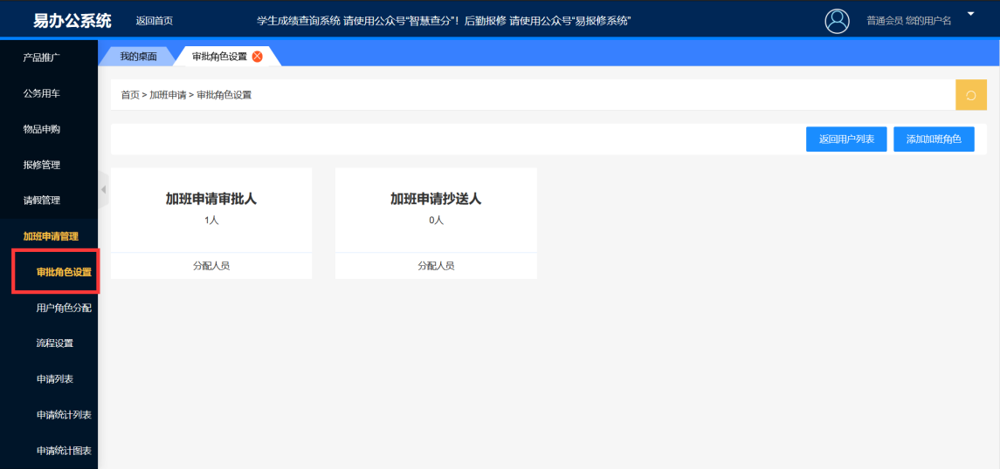 易办公系统 返回首页 学生成绩查询系统 请使用公众号“智慧查分”！后勤报修 请使用公众号“易报修系统” 普通会员 您的用户名
产品推广
公务用车
物品申购
报修管理
请假管理
加班申请管理
审批角色设置
用户角色分配
流程设置
申请列表
申请统计列表
申请统计图表
我的桌面 审批角色设置
首页 > 加班申请 > 审批角色设置
返回用户列表 添加加班角色
加班申请审批人
1人
分配人员
加班申请抄送人
0人
分配人员